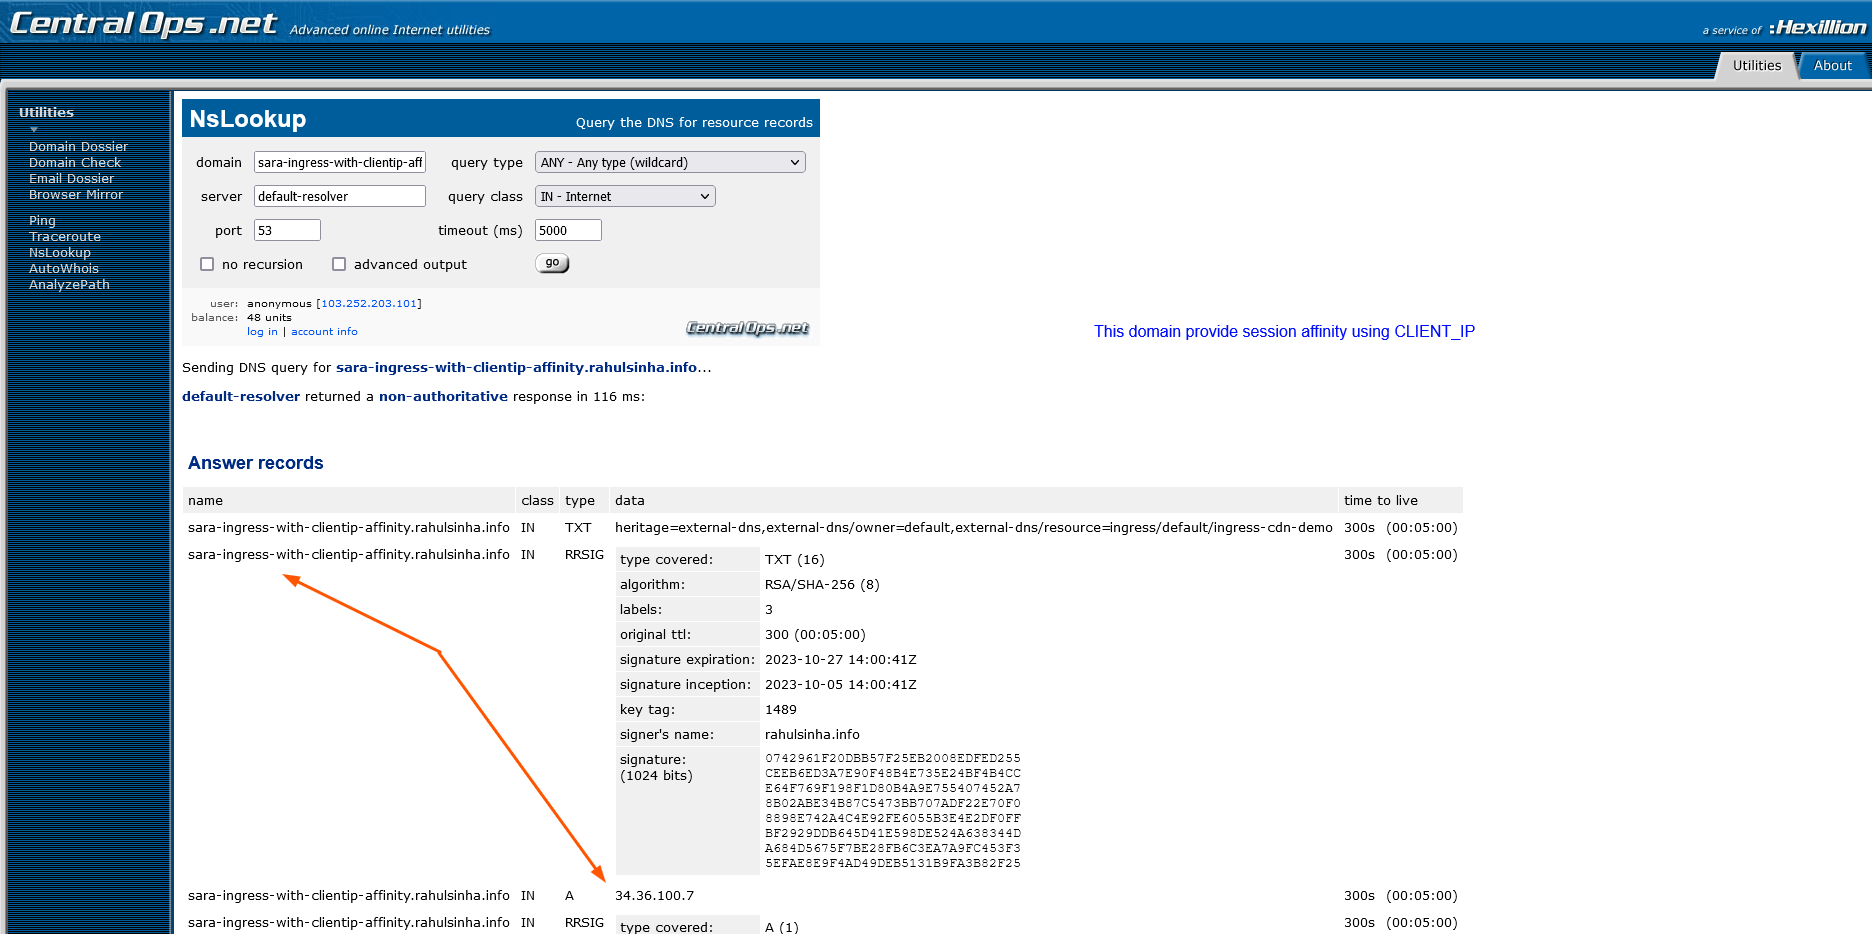 CentralOps.net Advanced online Internet utilities
a service of :Hexillion
Utilities About
Utilities
Domain Dossier
Domain Check
Email Dossier
Browser Mirror
Ping
Traceroute
NsLookup
AutoWhois
AnalyzePath
NsLookup Query the DNS for resource records
domain sara-ingress-with-clientip-aff query type ANY - Any type (wildcard)
server default-resolver query class IN - Internet
port 53 timeout (ms) 5000
no recursion advanced output go
user: anonymous [103.252.203.101]
balance: 48 units
log in | account info
CentralOps.net
This domain provide session affinity using CLIENT_IP
Sending DNS query for sara-ingress-with-clientip-affinity.rahulsinha.info...
default-resolver returned a non-authoritative response in 116 ms:
Answer records
name class type data time to live
sara-ingress-with-clientip-affinity.rahulsinha.info IN TXT heritage=external-dns,external-dns/owner=default,external-dns/resource=ingress/default/ingress-cdn-demo 300s (00:05:00)
sara-ingress-with-clientip-affinity.rahulsinha.info IN RRSIG type covered: TXT (16) 300s (00:05:00)
algorithm: RSA/SHA-256 (8)
labels: 3
original ttl: 300 (00:05:00)
signature expiration: 2023-10-27 14:00:41Z
signature inception: 2023-10-05 14:00:41Z
key tag: 1489
signer's name: rahulsinha.info
signature: 0742961F20DBB57F25EB2008EDFED255
(1024 bits) CEEB6ED3A7E90F48B4E735E24BF4B4CC
E64F769F198F1D80B4A9E755407452A7
8B02ABE34B87C5473BB707ADF22E70F0
8898E742A4C4E92FE6055B3E4E2DF0FF
BF2929DDB645D41E598DE524A638344D
A684D5675F7BE28FB6C3EA7A9FC453F3
5EFAE8E9F4AD49DEB5131B9FA3B82F25
sara-ingress-with-clientip-affinity.rahulsinha.info IN A 34.36.100.7 300s (00:05:00)
sara-ingress-with-clientip-affinity.rahulsinha.info IN RRSIG type covered: A (1) 300s (00:05:00)